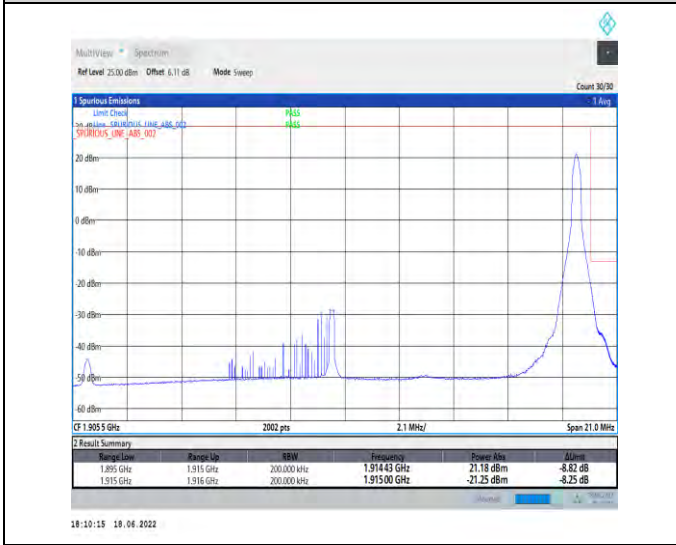 MultiView Spectrum
Ref Level 25.00 dBm Offset 6.11 dB Mode Sweep
Count 30/30
1 Spurious Emissions 1 Avg
Limit Check PASS
Line SPURIOUS_LINE_ABS_002 PASS
SPURIOUS_LINE_ABS_002
20 dBm
10 dBm
0 dBm
-10 dBm
-20 dBm
-30 dBm
-40 dBm
-50 dBm
-60 dBm
CF 1.905 5 GHz 2002 pts 2.1 MHz/ Span 21.0 MHz
2 Result Summary
Range Low Range Up RBW Frequency Power Abs ΔLimit
1.895 GHz 1.915 GHz 200.000 kHz 1.91443 GHz 21.18 dBm -8.82 dB
1.915 GHz 1.916 GHz 200.000 kHz 1.91500 GHz -21.25 dBm -8.25 dB
18:10:15 18.06.2022